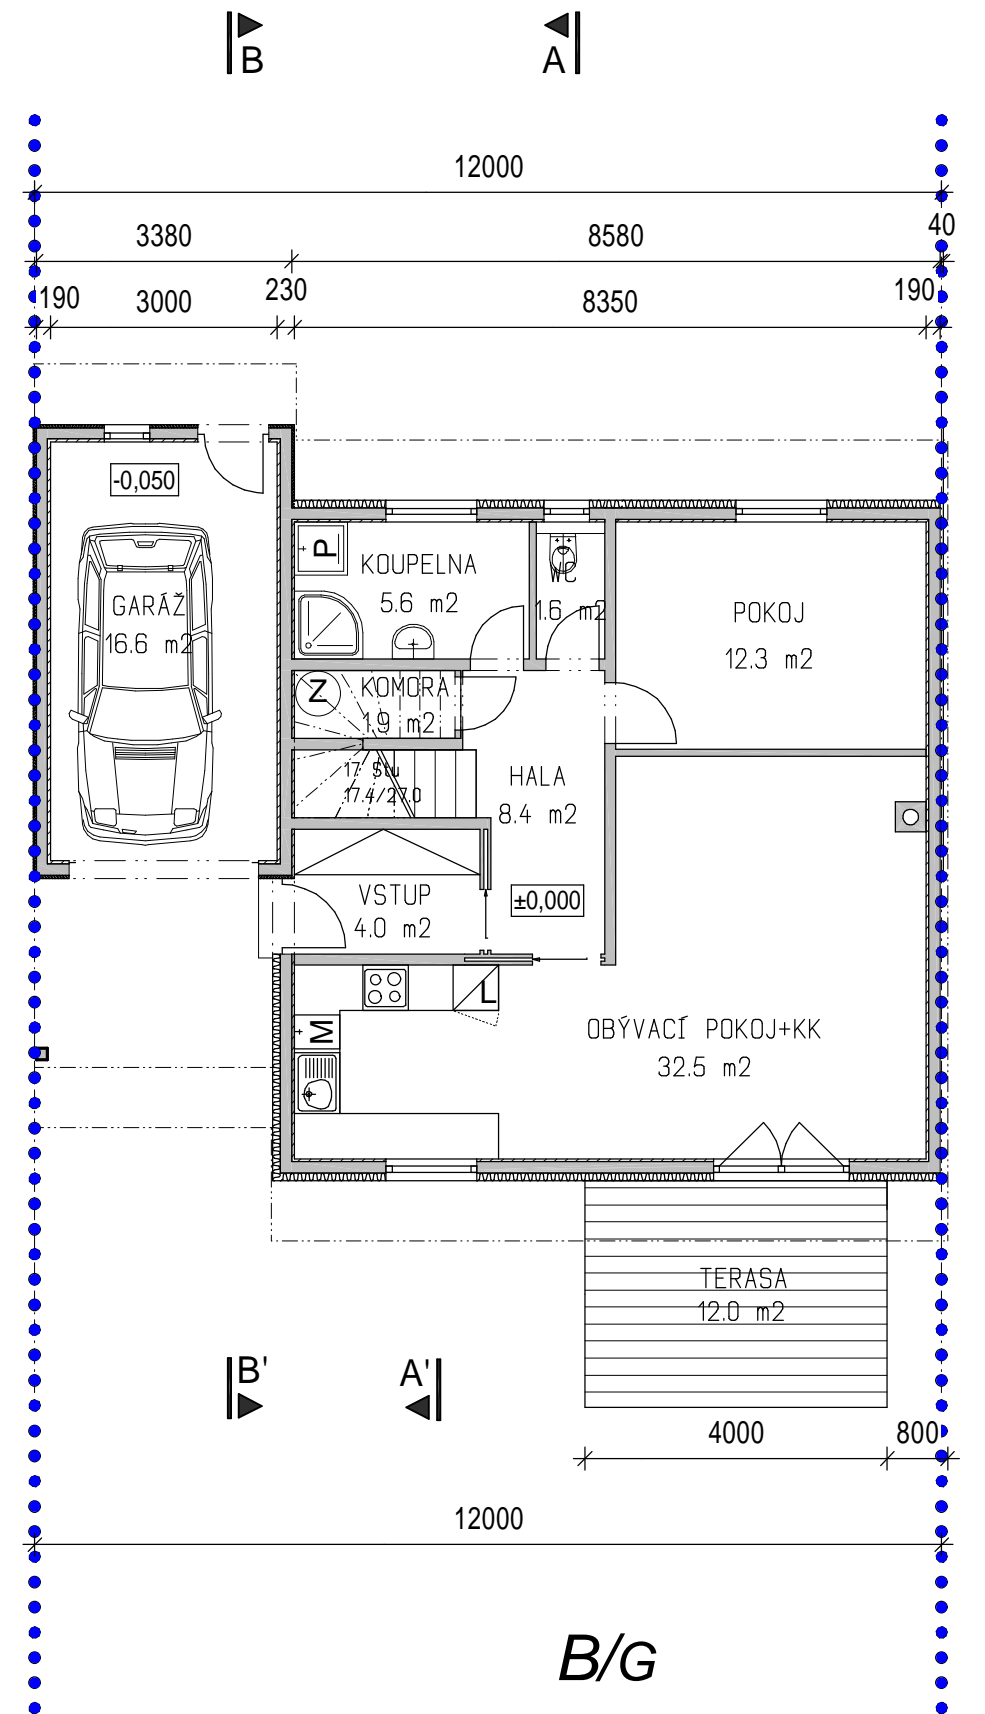 B
A
12000
3380
8580
40
190
3000
230
8350
190
-0,050
P
KOUPELNA
5.6 m2
WC
1.6 m2
GARÁŽ
16.6 m2
POKOJ
12.3 m2
Z
KOMORA
1.9 m2
17 Stu
17.4/27.0
HALA
8.4 m2
VSTUP
4.0 m2
±0,000
L
M
OBÝVACÍ POKOJ+KK
32.5 m2
TERASA
12.0 m2
B'
A'
4000
800
12000
B/G